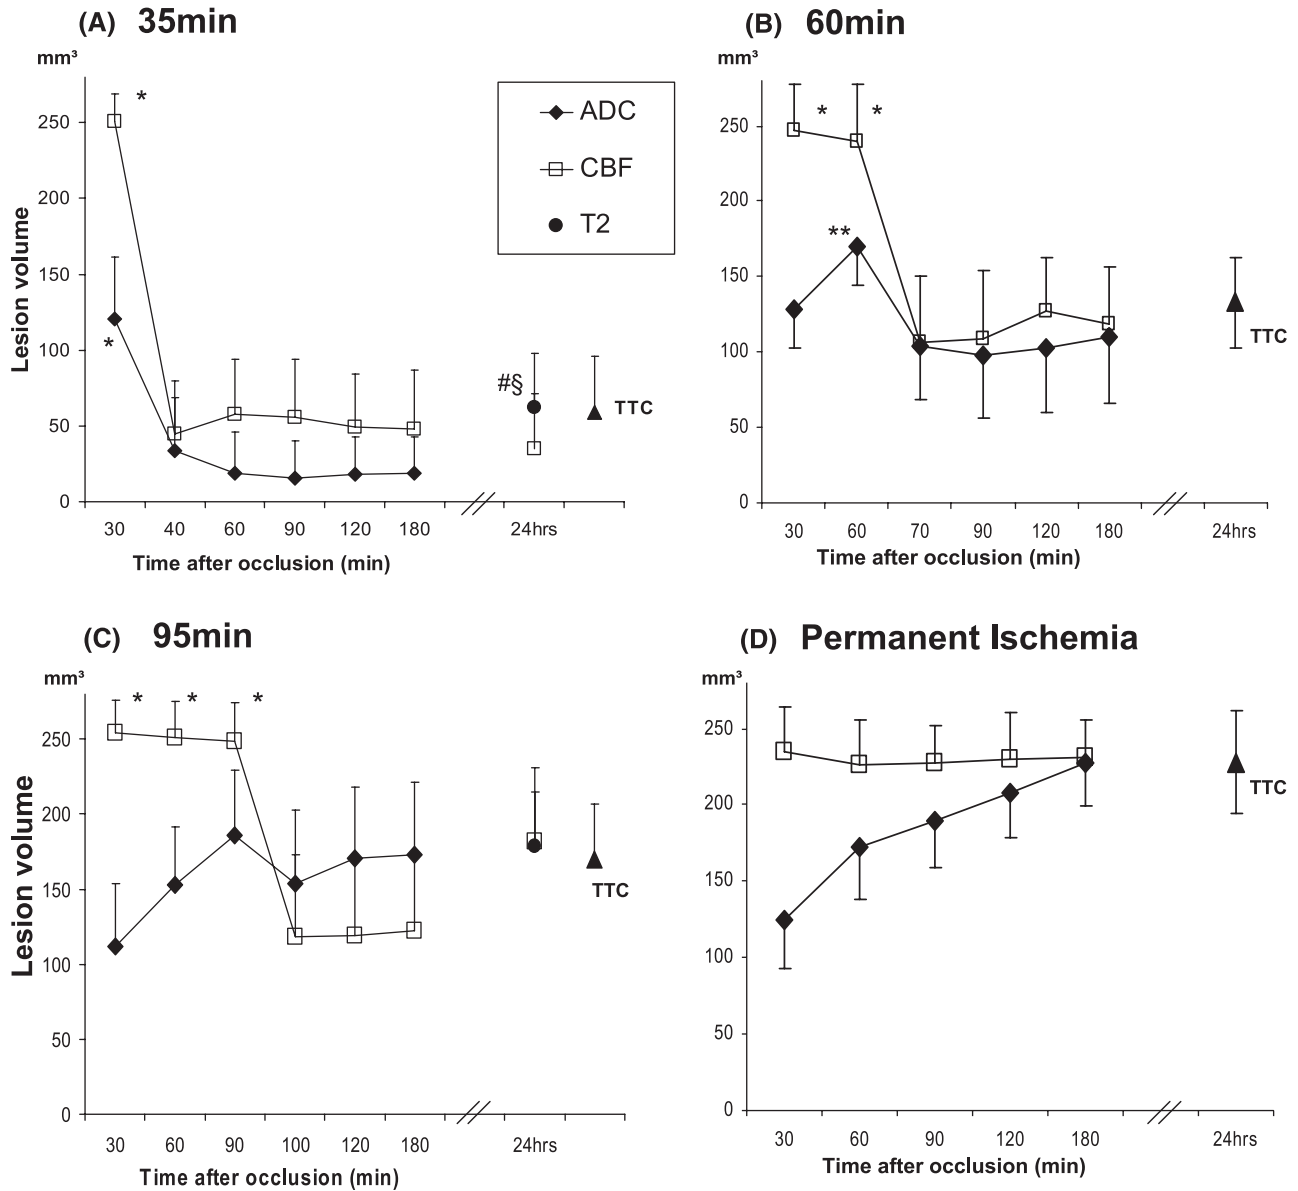 (A) 35min
mm³
250
200
150
100
50
0
Lesion volume
*
*
#§
TTC
30 40 60 90 120 180 24hrs
Time after occlusion (min)
ADC
CBF
T2
(B) 60min
mm³
250
200
150
100
50
0
*
*
**
TTC
30 60 70 90 120 180 24hrs
Time after occlusion (min)
(C) 95min
mm³
250
200
150
100
50
0
Lesion volume
*
*
*
TTC
30 60 90 100 120 180 24hrs
Time after occlusion (min)
(D) Permanent Ischemia
mm³
250
200
150
100
50
0
TTC
30 60 90 120 180 24hrs
Time after occlusion (min)